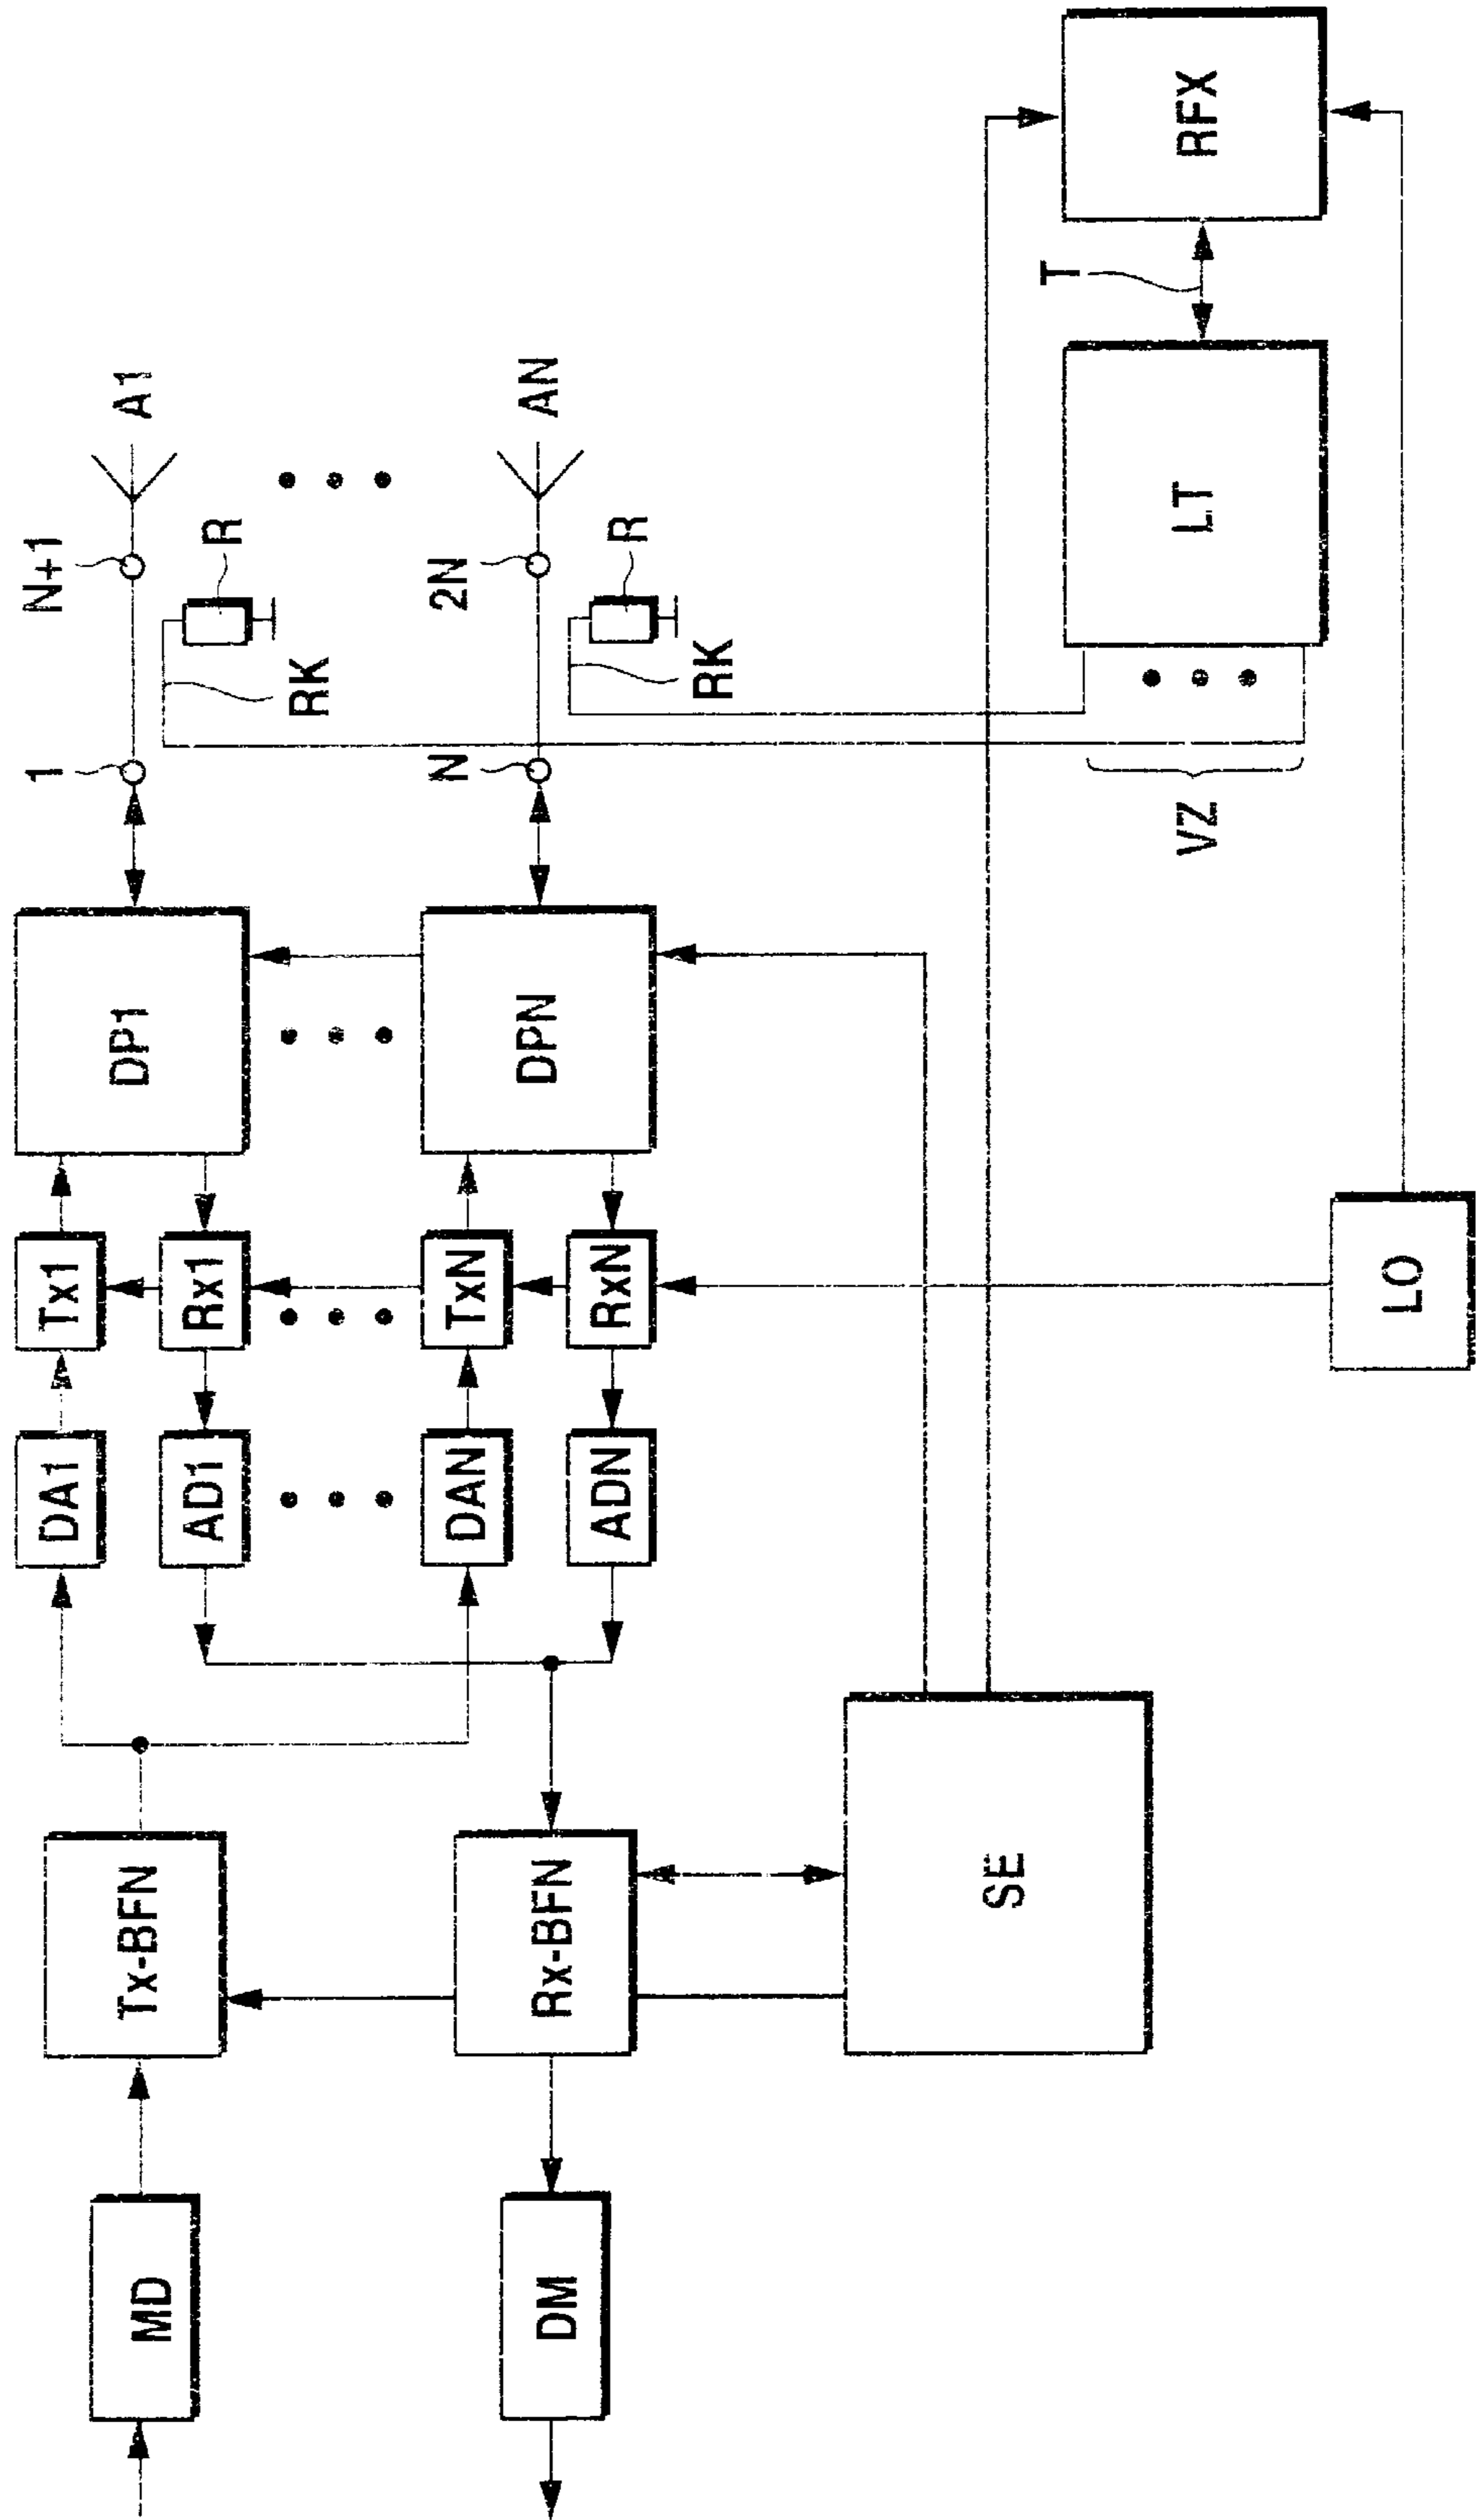 MD
Tx-BFN
DA1
Tx1
DP1
1
N+1
A1
AD1
Rx1
RK
R
DAN
TxN
DPN
N
2N
AN
DM
Rx-BFN
ADN
RxN
RK
R
SE
VZ
LT
T
RFX
LO